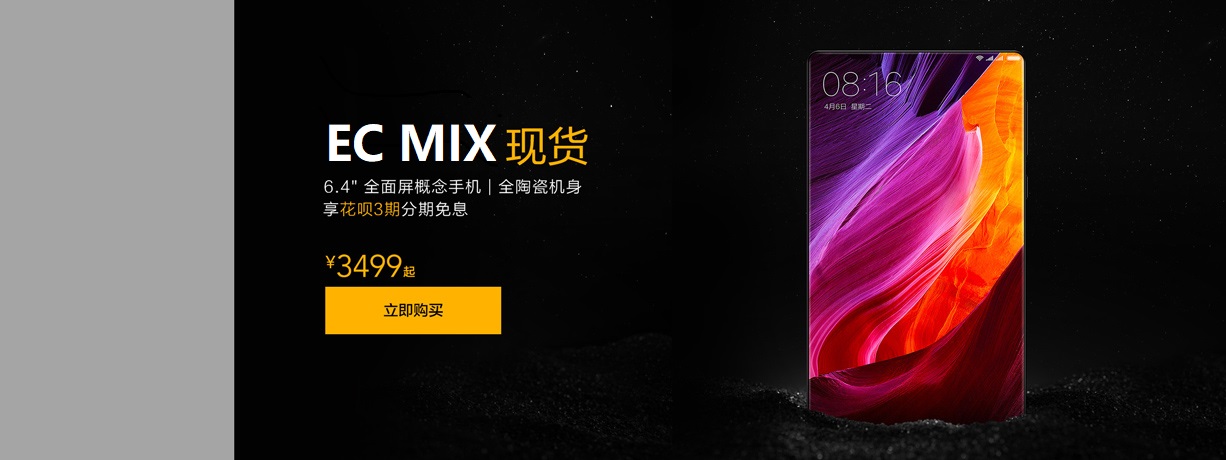 EC MIX 现货
6.4" 全面屏概念手机 | 全陶瓷机身
享花呗3期分期免息
¥3499起
立即购买
08:16
4月6日 星期二